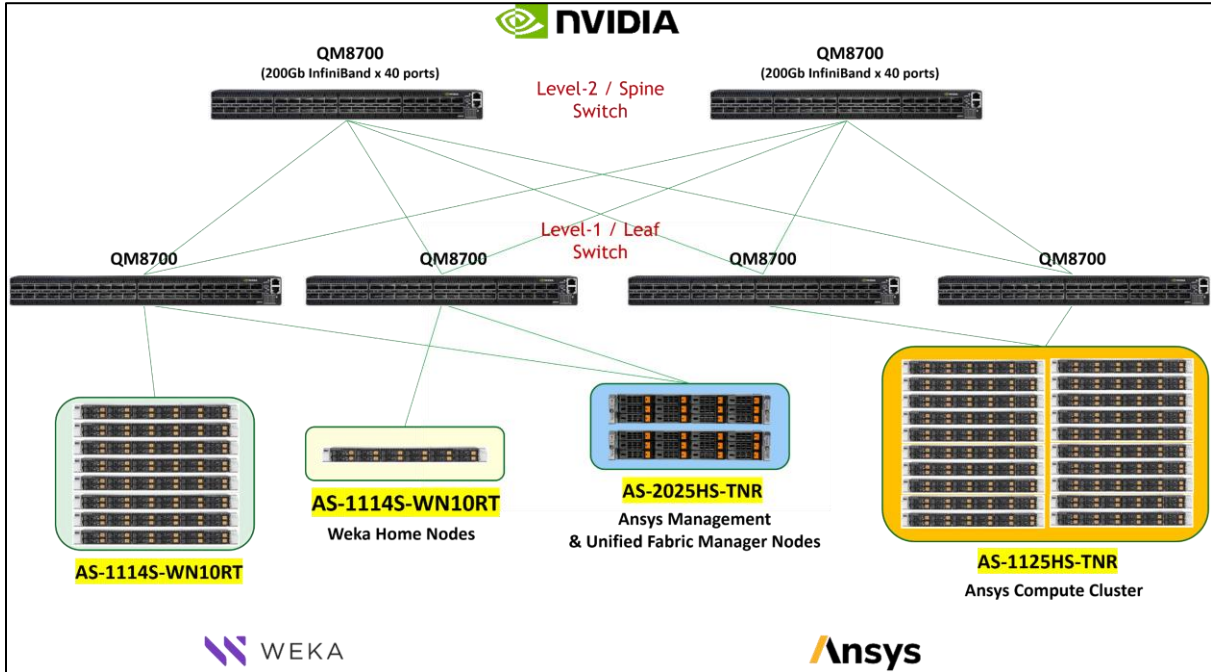 NVIDIA
QM8700
(200Gb InfiniBand x 40 ports)
QM8700
(200Gb InfiniBand x 40 ports)
Level-2 / Spine
Switch
Level-1 / Leaf
Switch
QM8700
QM8700
QM8700
QM8700
AS-1114S-WN10RT
AS-1114S-WN10RT
Weka Home Nodes
AS-2025HS-TNR
Ansys Management
& Unified Fabric Manager Nodes
AS-1125HS-TNR
Ansys Compute Cluster
WEKA
Ansys